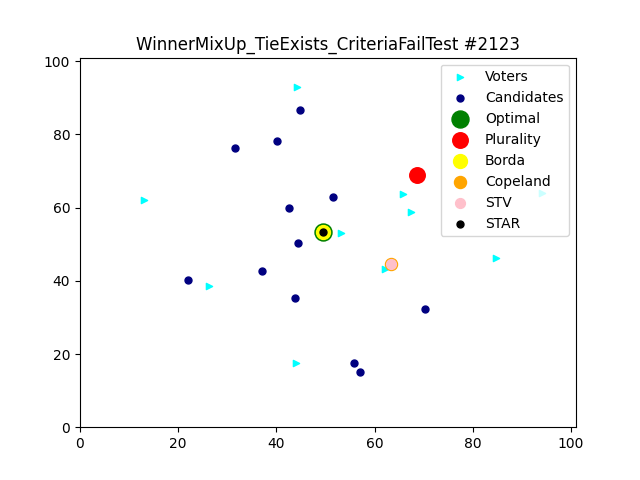 WinnerMixUp_TieExists_CriteriaFailTest #2123
100
80
60
40
20
0
0
20
40
60
80
100
Voters
Candidates
Optimal
Plurality
Borda
Copeland
STV
STAR